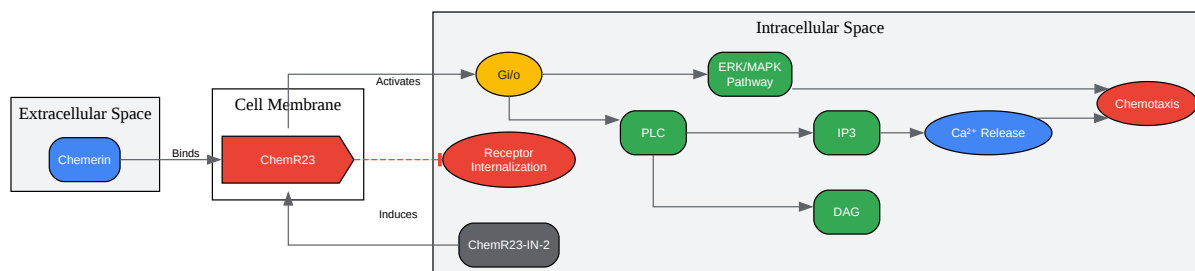 Intracellular Space
Extracellular Space
Cell Membrane
Chemerin
Binds
ChemR23
Activates
Gi/o
ERK/MAPK
Pathway
Chemotaxis
PLC
IP3
Ca²⁺ Release
Receptor
Internalization
DAG
Induces
ChemR23-IN-2